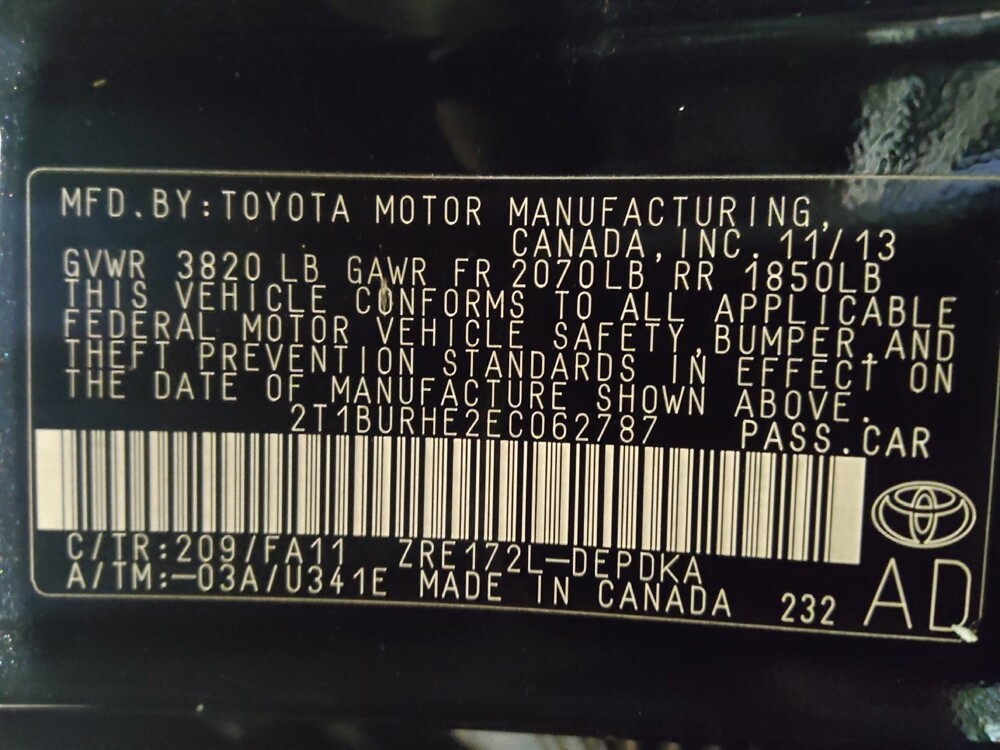 MFD.BY:TOYOTA MOTOR MANUFACTURING,
CANADA,INC. 11/13
GVWR 3820 LB GAWR FR 2070LB RR 1850LB
THIS VEHICLE CONFORMS TO ALL APPLICABLE
FEDERAL MOTOR VEHICLE SAFETY,BUMPER,AND
THEFT PREVENTION STANDARDS IN EFFECT ON
THE DATE OF MANUFACTURE SHOWN ABOVE.
2T1BURHE2EC062787 PASS.CAR
C/TR:209/FA11 ZRE172L-DEPDKA
A/TM:-03A/U341E MADE IN CANADA 232 AD